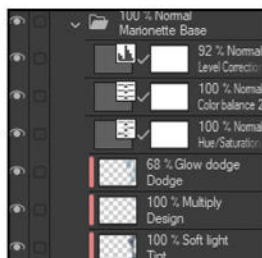 100 % Normal
Marionette Base
92 % Normal
Level Correction
100 % Normal
Color balance 2
100 % Normal
Hue/Saturation
68 % Glow dodge
Dodge
100 % Multiply
Design
100 % Soft light
Tint